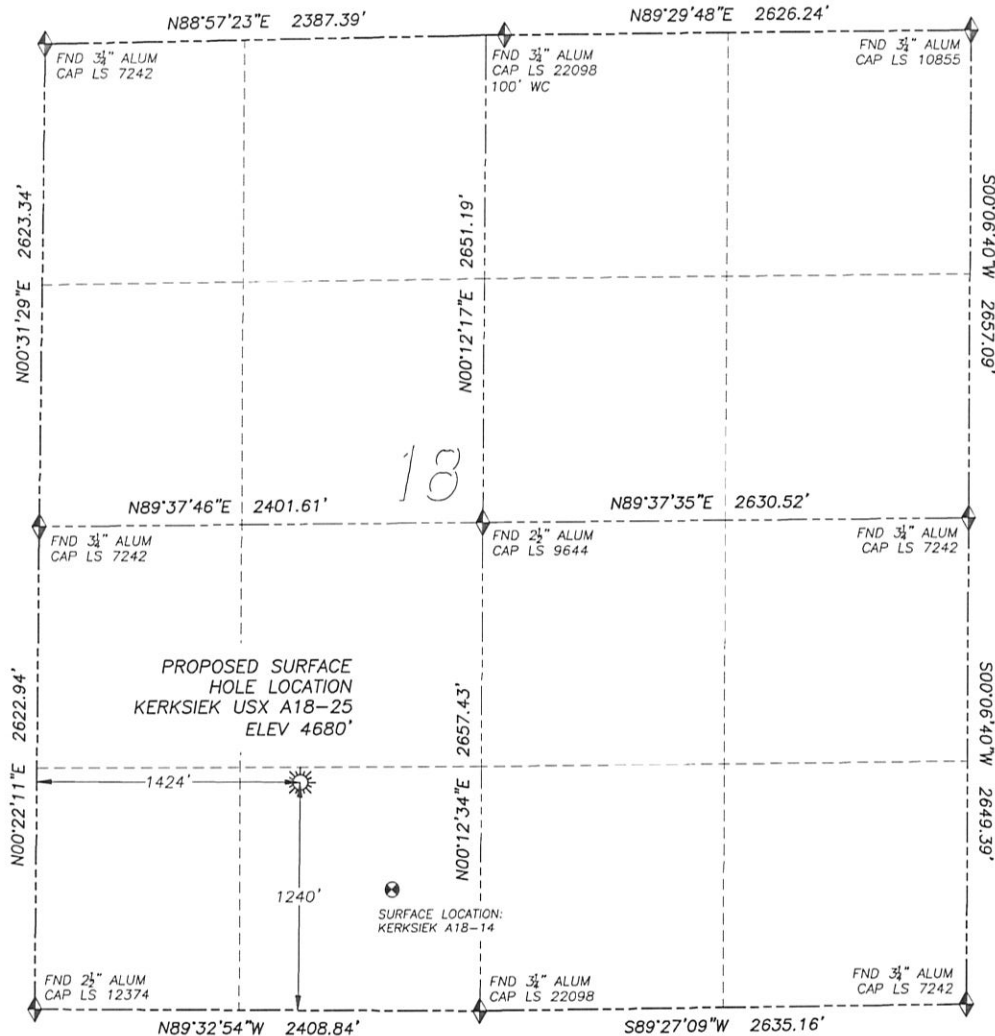 N88°57'23"E 2387.39'
N89°29'48"E 2626.24'
FND 3¼" ALUM
CAP LS 7242
FND 3¼" ALUM
CAP LS 22098
100' WC
FND 3¼" ALUM
CAP LS 10855
N00°31'29"E 2623.34'
N00°12'17"E 2651.19'
S00°06'40"W 2657.09'
18
N89°37'46"E 2401.61'
N89°37'35"E 2630.52'
FND 3¼" ALUM
CAP LS 7242
FND 2½" ALUM
CAP LS 9644
FND 3¼" ALUM
CAP LS 7242
PROPOSED SURFACE
HOLE LOCATION
KERKSIEK USX A18-25
ELEV 4680'
N00°22'11"E 2622.94'
N00°12'34"E 2657.43'
S00°06'40"W 2649.39'
1424'
1240'
SURFACE LOCATION:
KERKSIEK A18-14
FND 2½" ALUM
CAP LS 12374
FND 3¼" ALUM
CAP LS 22098
FND 3¼" ALUM
CAP LS 7242
N89°32'54"W 2408.84'
S89°27'09"W 2635.16'